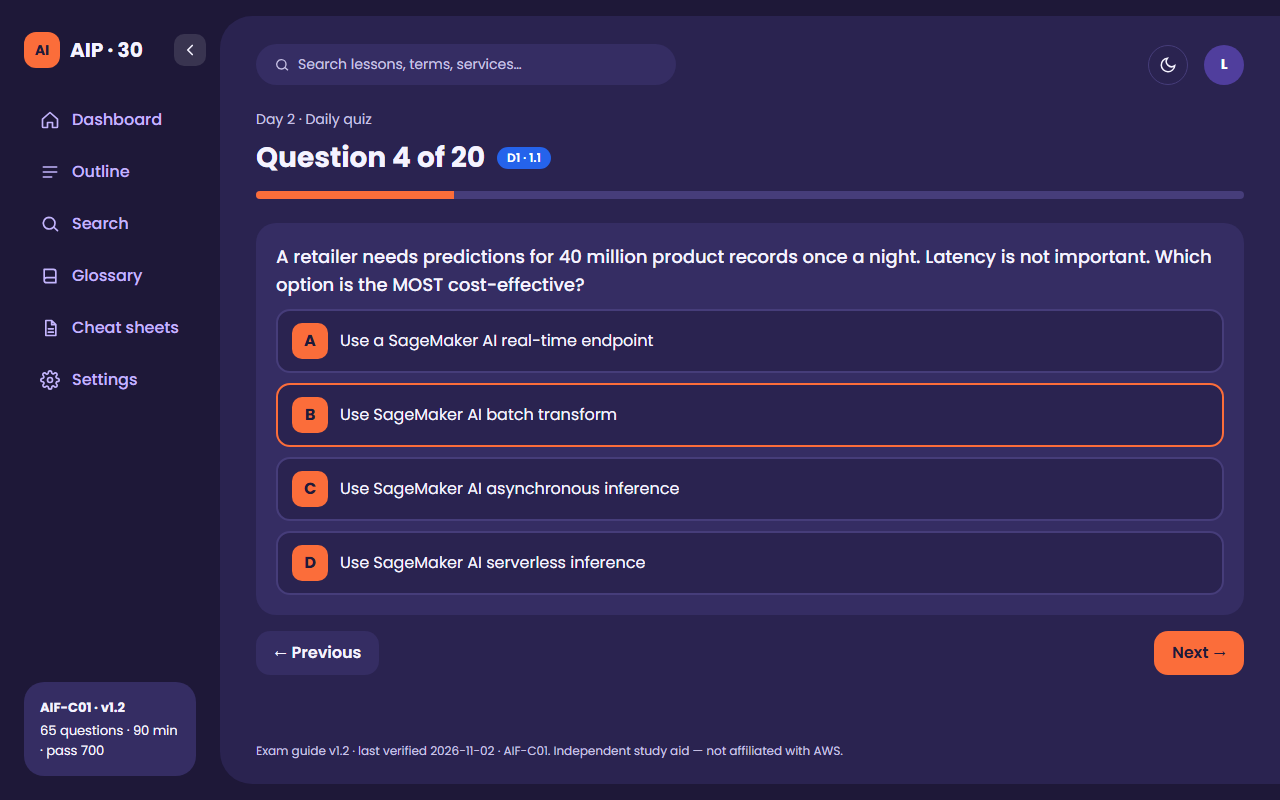 AI
AIP · 30
Dashboard
Outline
Search
Glossary
Cheat sheets
Settings
AIF-C01 · v1.2
65 questions · 90 min
· pass 700
Search lessons, terms, services…
L
Day 2 · Daily quiz
Question 4 of 20
D1 · 1.1
A retailer needs predictions for 40 million product records once a night. Latency is not important. Which
option is the MOST cost-effective?
A Use a SageMaker AI real-time endpoint
B Use SageMaker AI batch transform
C Use SageMaker AI asynchronous inference
D Use SageMaker AI serverless inference
← Previous
Next →
Exam guide v1.2 · last verified 2026-11-02 · AIF-C01. Independent study aid — not affiliated with AWS.